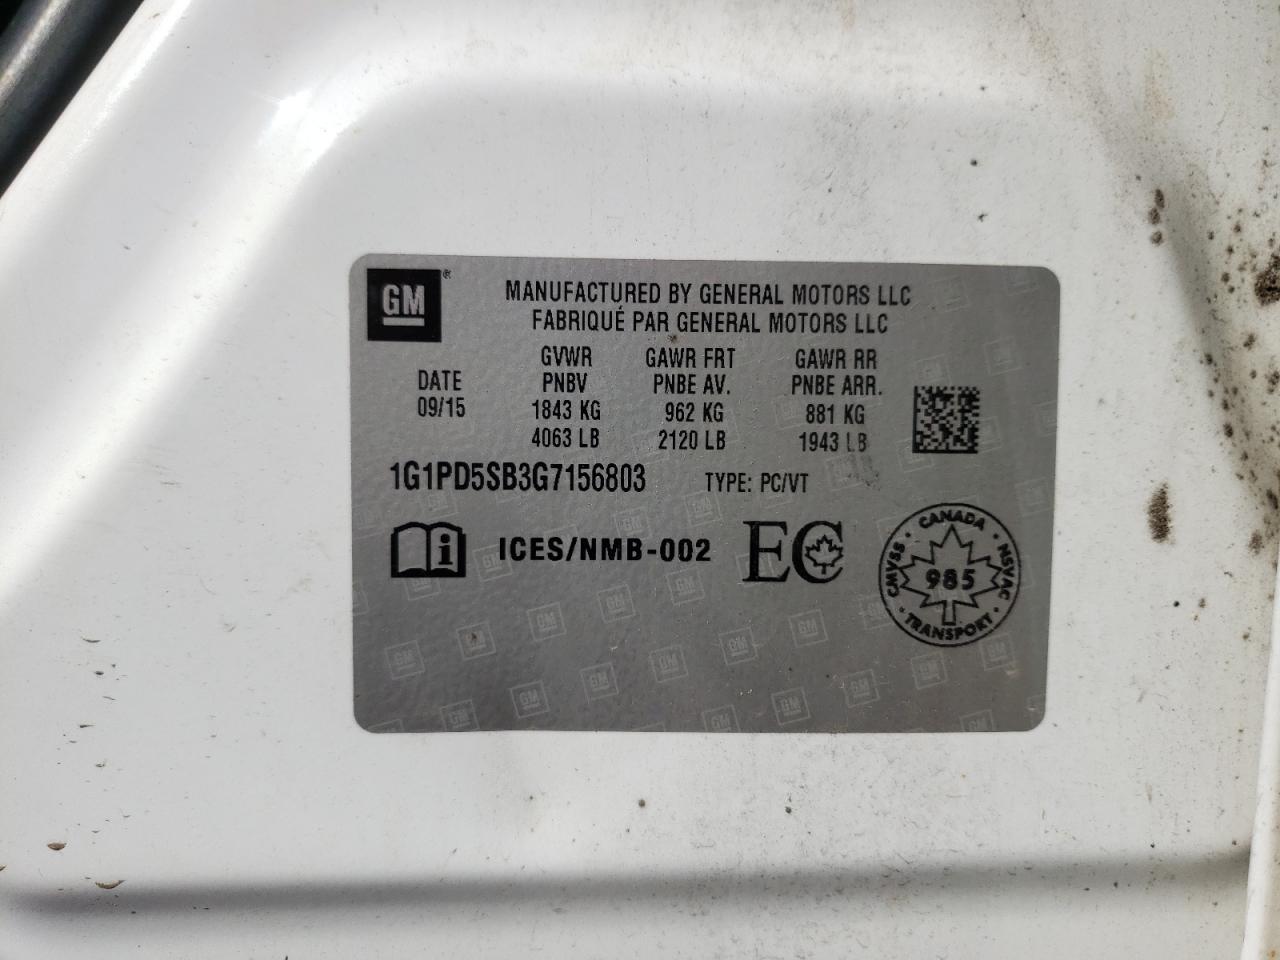 GM®
MANUFACTURED BY GENERAL MOTORS LLC
FABRIQUÉ PAR GENERAL MOTORS LLC
DATE
09/15
GVWR
PNBV
1843 KG
4063 LB
GAWR FRT
PNBE AV.
962 KG
2120 LB
GAWR RR
PNBE ARR.
881 KG
1943 LB
1G1PD5SB3G7156803 TYPE: PC/VT
i ICES/NMB-002 EC
CANADA
CMVSS 985 NSVAC
TRANSPORT